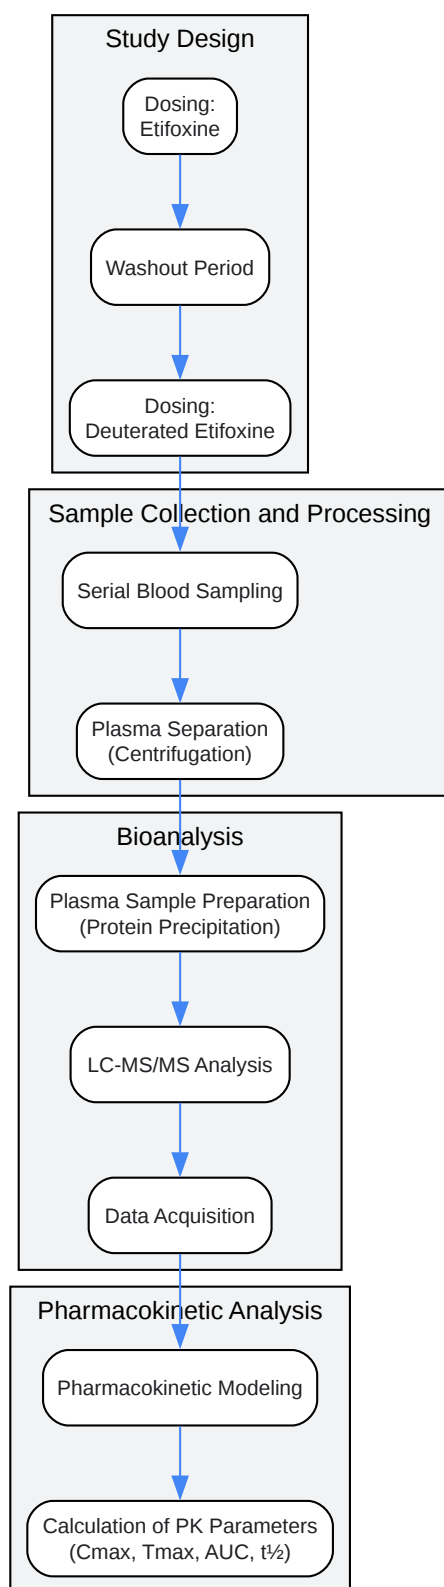 Study Design
Dosing:
Etifoxine
Washout Period
Dosing:
Deuterated Etifoxine
Sample Collection and Processing
Serial Blood Sampling
Plasma Separation
(Centrifugation)
Bioanalysis
Plasma Sample Preparation
(Protein Precipitation)
LC-MS/MS Analysis
Data Acquisition
Pharmacokinetic Analysis
Pharmacokinetic Modeling
Calculation of PK Parameters
(Cmax, Tmax, AUC, t½)